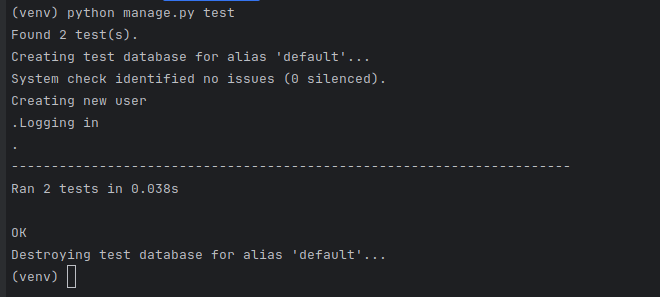 (venv) python manage.py test
Found 2 test(s).
Creating test database for alias 'default'...
System check identified no issues (0 silenced).
Creating new user
.Logging in
.
----------------------------------------------------------------------
Ran 2 tests in 0.038s
OK
Destroying test database for alias 'default'...
(venv)